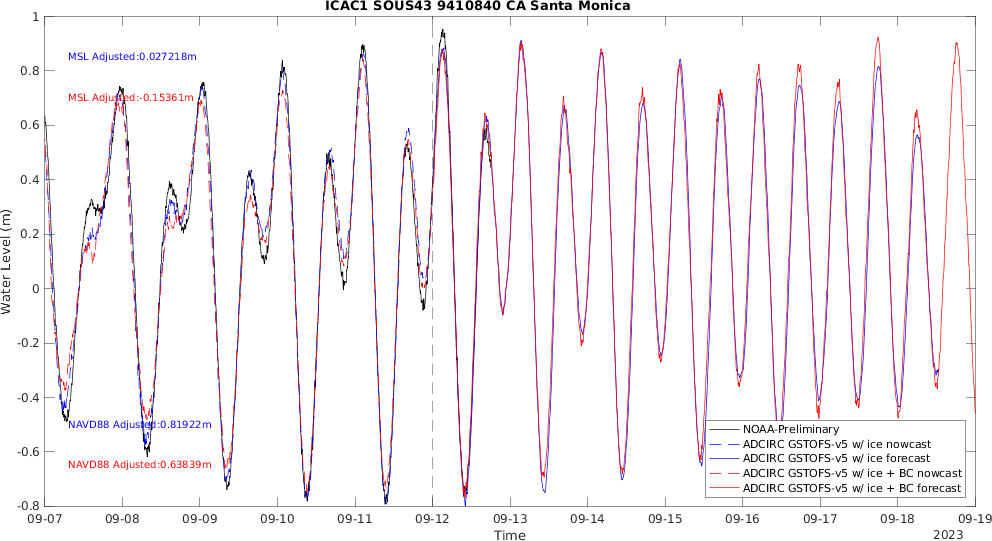 ICAC1 SOUS43 9410840 CA Santa Monica
1
0.8
0.6
0.4
0.2
0
-0.2
-0.4
-0.6
-0.8
Water Level (m)
MSL Adjusted:0.027218m
MSL Adjusted:-0.15361m
NAVD88 Adjusted:0.81922m
NAVD88 Adjusted:0.63839m
NOAA-Preliminary
ADCIRC GSTOFS-v5 w/ ice nowcast
ADCIRC GSTOFS-v5 w/ ice forecast
ADCIRC GSTOFS-v5 w/ ice + BC nowcast
ADCIRC GSTOFS-v5 w/ ice + BC forecast
09-07 09-08 09-09 09-10 09-11 09-12 09-13 09-14 09-15 09-16 09-17 09-18 09-19
Time
2023